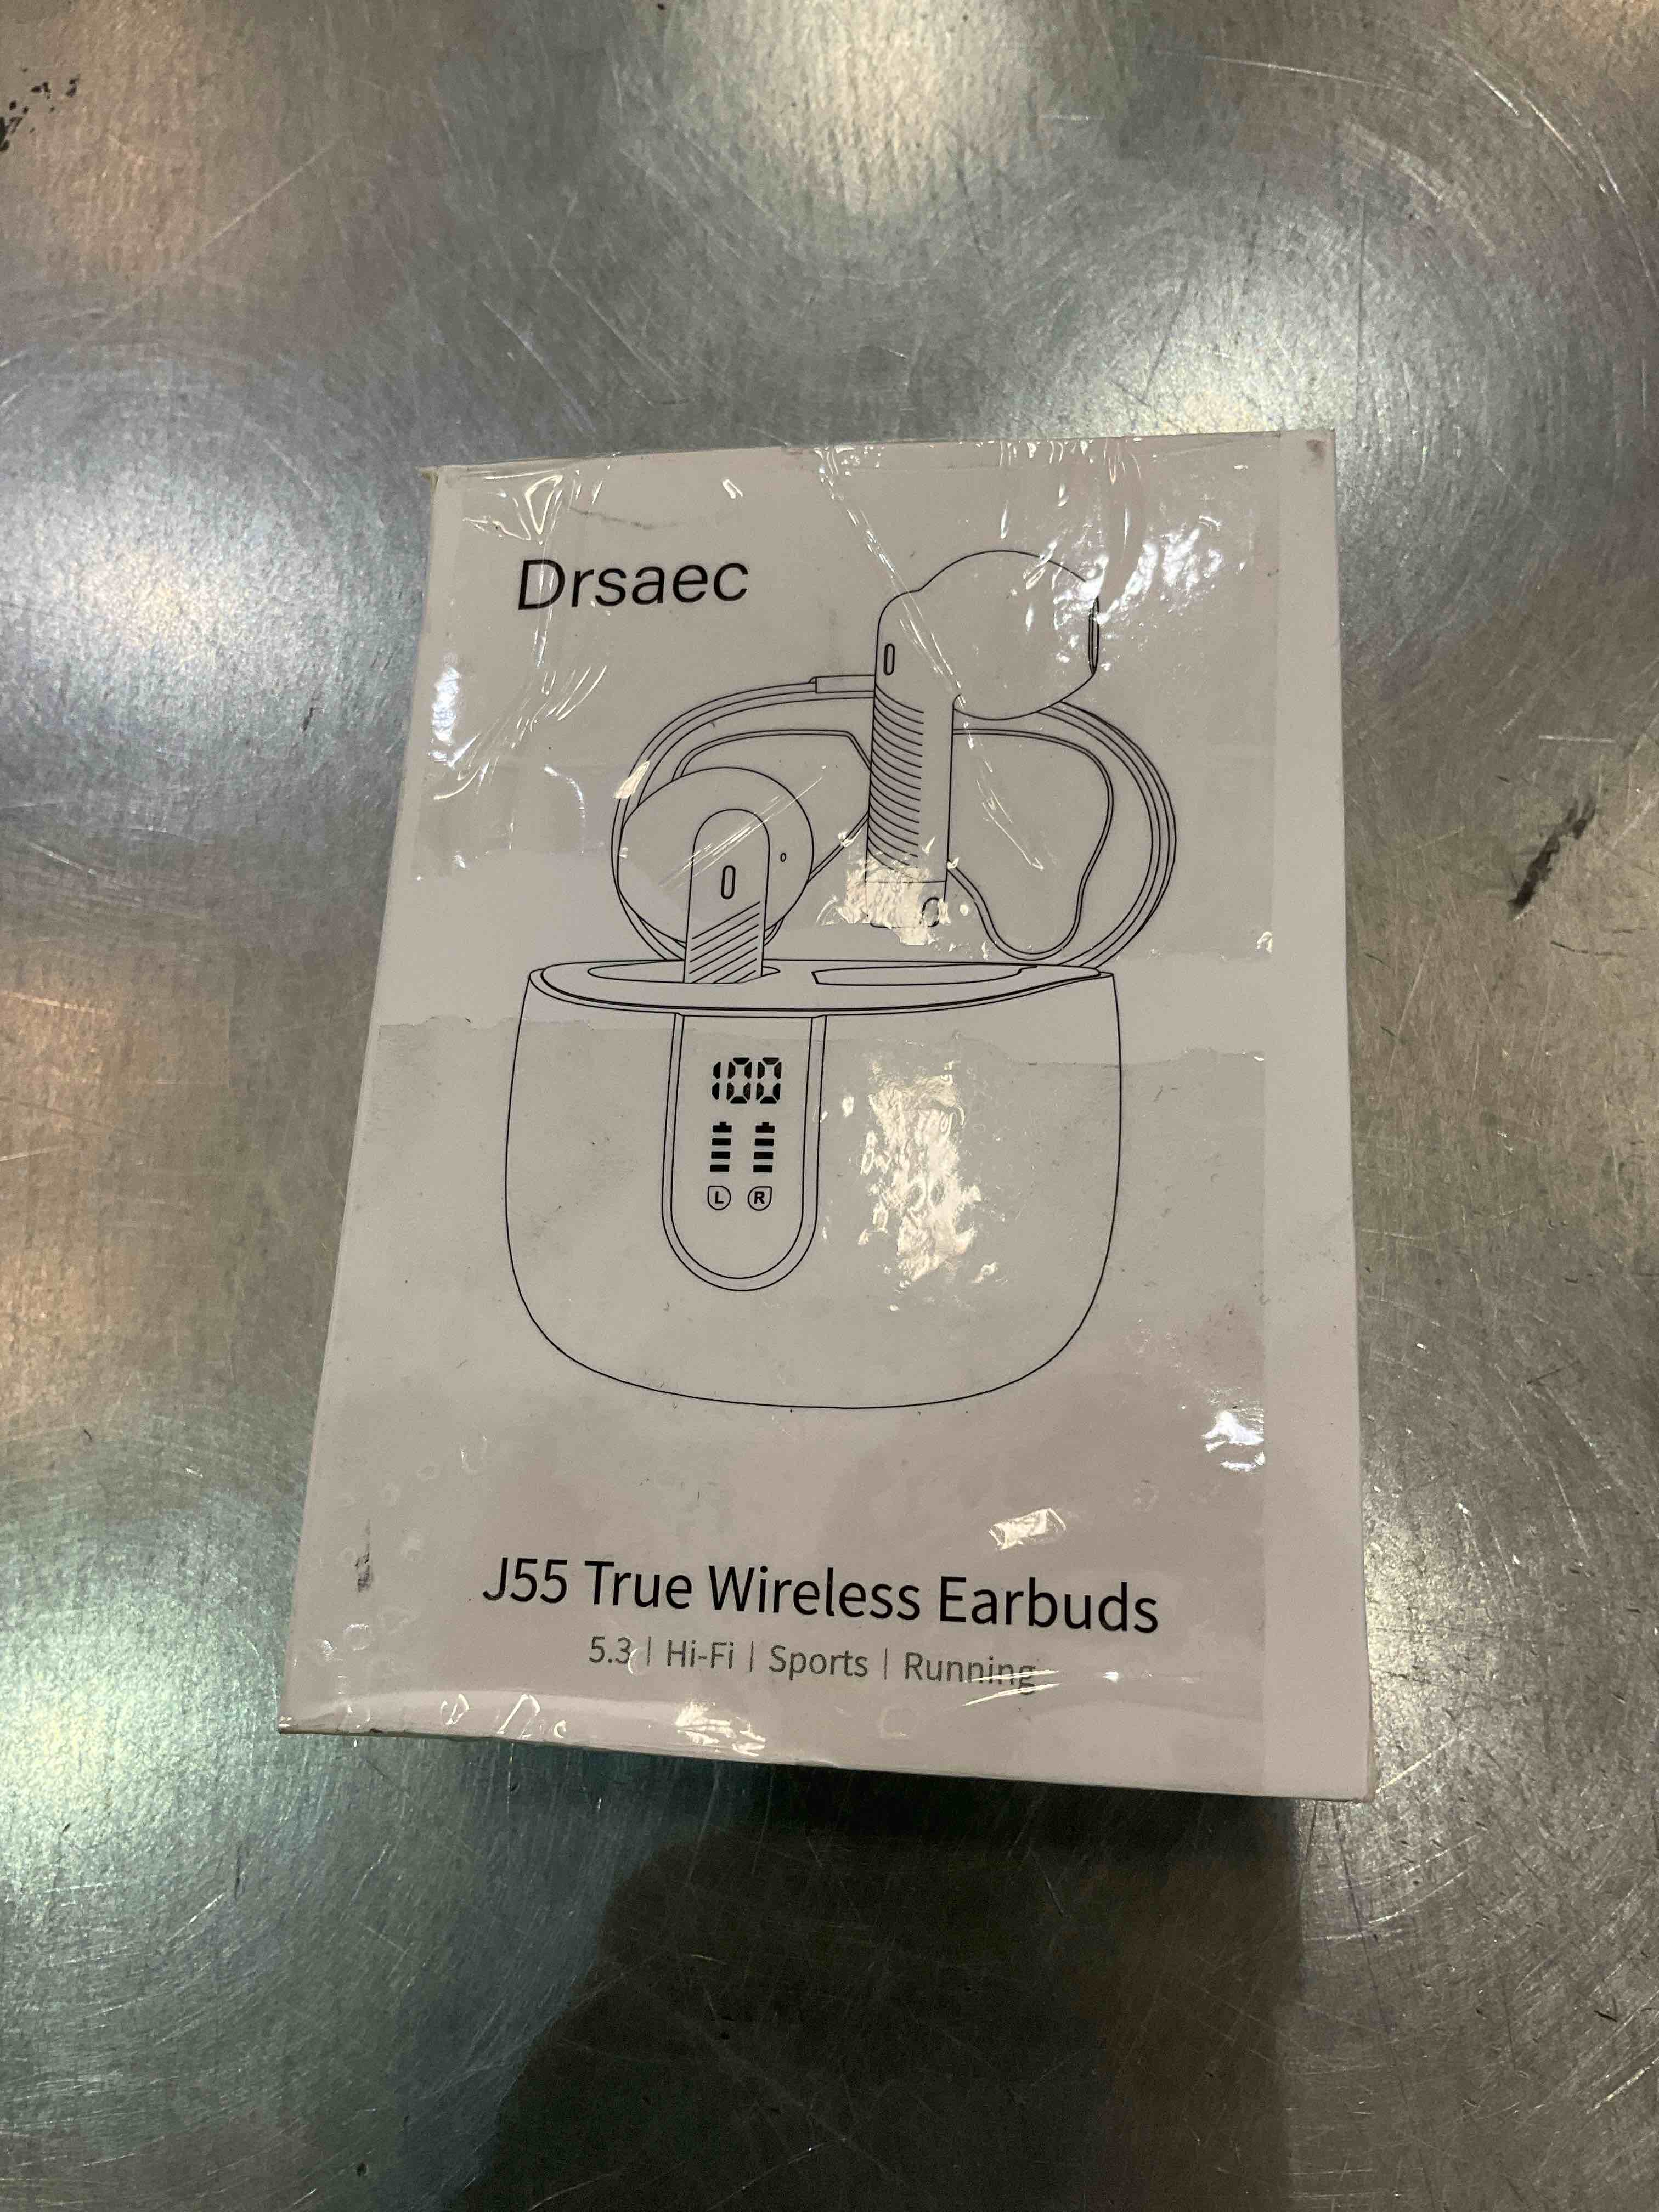 Drsaec
100
L R
J55 True Wireless Earbuds
5.3 | Hi-Fi | Sports | Running